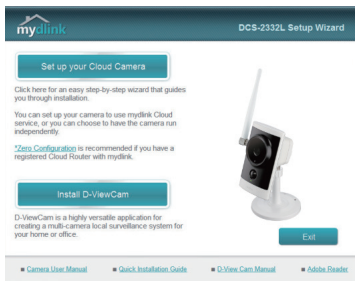 mydlink
DCS-2332L Setup Wizard
Set up your Cloud Camera
Click here for an easy step-by-step wizard that guides
you through installation.
You can set up your camera to use mydlink Cloud
service, or you can choose to have the camera run
independently.
*Zero Configuration is recommended if you have a
registered Cloud Router with mydlink.
Install D-ViewCam
D-ViewCam is a highly versatile application for
creating a multi-camera local surveillance system for
your home or office.
Exit
Camera User Manual
Quick Installation Guide
D-View Cam Manual
Adobe Reader